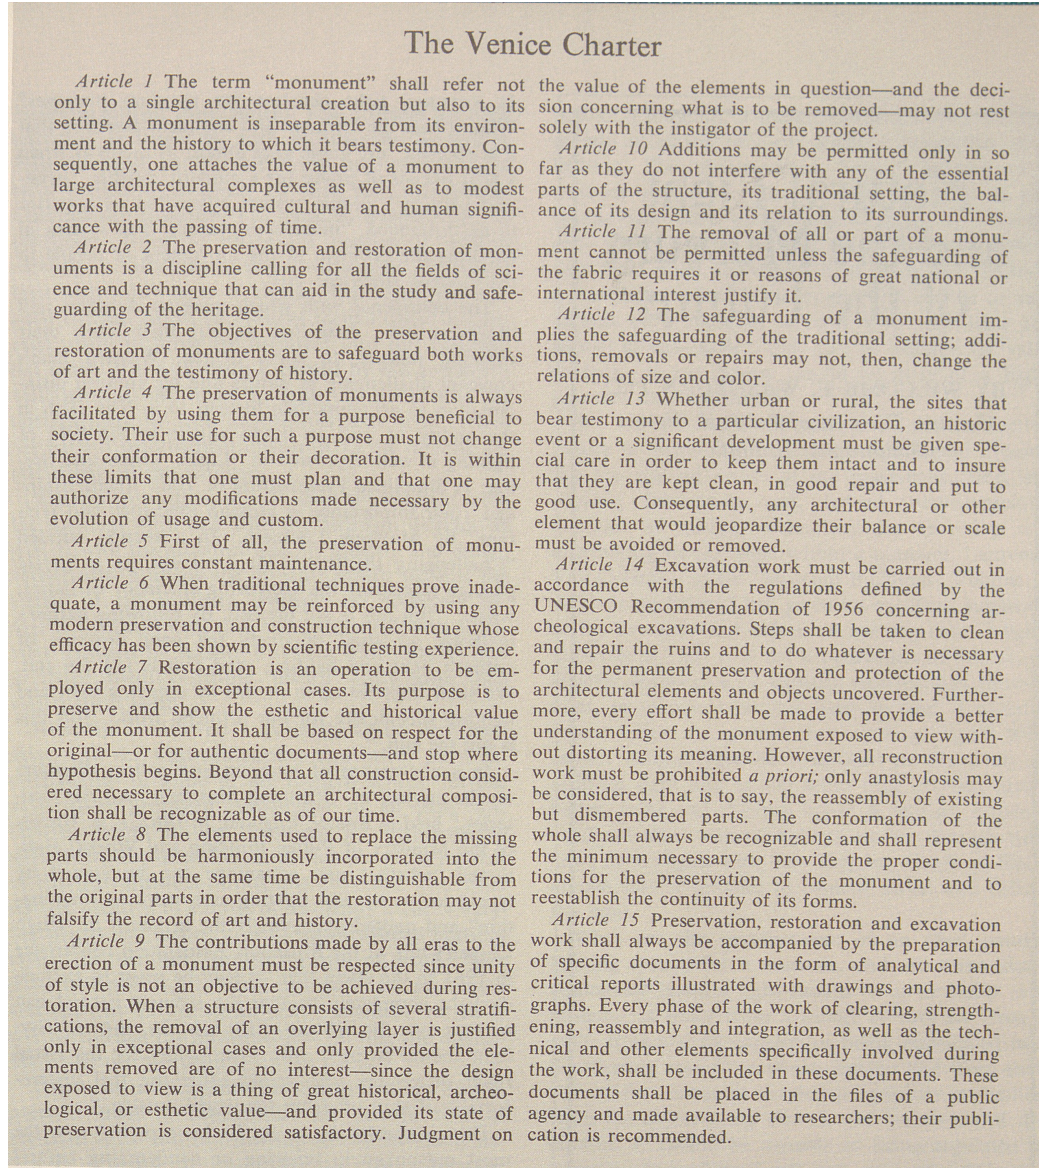 The Venice Charter
Article 1 The term “monument” shall refer not
only to a single architectural creation but also to its
setting. A monument is inseparable from its environ-
ment and the history to which it bears testimony. Con-
sequently, one attaches the value of a monument to
large architectural complexes as well as to modest
works that have acquired cultural and human signifi-
cance with the passing of time.
Article 2 The preservation and restoration of mon-
uments is a discipline calling for all the fields of sci-
ence and technique that can aid in the study and safe-
guarding of the heritage.
Article 3 The objectives of the preservation and
restoration of monuments are to safeguard both works
of art and the testimony of history.
Article 4 The preservation of monuments is always
facilitated by using them for a purpose beneficial to
society. Their use for such a purpose must not change
their conformation or their decoration. It is within
these limits that one must plan and that one may
authorize any modifications made necessary by the
evolution of usage and custom.
Article 5 First of all, the preservation of monu-
ments requires constant maintenance.
Article 6 When traditional techniques prove inade-
quate, a monument may be reinforced by using any
modern preservation and construction technique whose
efficacy has been shown by scientific testing experience.
Article 7 Restoration is an operation to be em-
ployed only in exceptional cases. Its purpose is to
preserve and show the esthetic and historical value
of the monument. It shall be based on respect for the
original—or for authentic documents—and stop where
hypothesis begins. Beyond that all construction consid-
ered necessary to complete an architectural composi-
tion shall be recognizable as of our time.
Article 8 The elements used to replace the missing
parts should be harmoniously incorporated into the
whole, but at the same time be distinguishable from
the original parts in order that the restoration may not
falsify the record of art and history.
Article 9 The contributions made by all eras to the
erection of a monument must be respected since unity
of style is not an objective to be achieved during res-
toration. When a structure consists of several stratifi-
cations, the removal of an overlying layer is justified
only in exceptional cases and only provided the ele-
ments removed are of no interest—since the design
exposed to view is a thing of great historical, archeo-
logical, or esthetic value—and provided its state of
preservation is considered satisfactory. Judgment on
the value of the elements in question—and the deci-
sion concerning what is to be removed—may not rest
solely with the instigator of the project.
Article 10 Additions may be permitted only in so
far as they do not interfere with any of the essential
parts of the structure, its traditional setting, the bal-
ance of its design and its relation to its surroundings.
Article 11 The removal of all or part of a monu-
ment cannot be permitted unless the safeguarding of
the fabric requires it or reasons of great national or
international interest justify it.
Article 12 The safeguarding of a monument im-
plies the safeguarding of the traditional setting; addi-
tions, removals or repairs may not, then, change the
relations of size and color.
Article 13 Whether urban or rural, the sites that
bear testimony to a particular civilization, an historic
event or a significant development must be given spe-
cial care in order to keep them intact and to insure
that they are kept clean, in good repair and put to
good use. Consequently, any architectural or other
element that would jeopardize their balance or scale
must be avoided or removed.
Article 14 Excavation work must be carried out in
accordance with the regulations defined by the
UNESCO Recommendation of 1956 concerning ar-
cheological excavations. Steps shall be taken to clean
and repair the ruins and to do whatever is necessary
for the permanent preservation and protection of the
architectural elements and objects uncovered. Further-
more, every effort shall be made to provide a better
understanding of the monument exposed to view with-
out distorting its meaning. However, all reconstruction
work must be prohibited a priori; only anastylosis may
be considered, that is to say, the reassembly of existing
but dismembered parts. The conformation of the
whole shall always be recognizable and shall represent
the minimum necessary to provide the proper condi-
tions for the preservation of the monument and to
reestablish the continuity of its forms.
Article 15 Preservation, restoration and excavation
work shall always be accompanied by the preparation
of specific documents in the form of analytical and
critical reports illustrated with drawings and photo-
graphs. Every phase of the work of clearing, strength-
ening, reassembly and integration, as well as the tech-
nical and other elements specifically involved during
the work, shall be included in these documents. These
documents shall be placed in the files of a public
agency and made available to researchers; their publi-
cation is recommended.